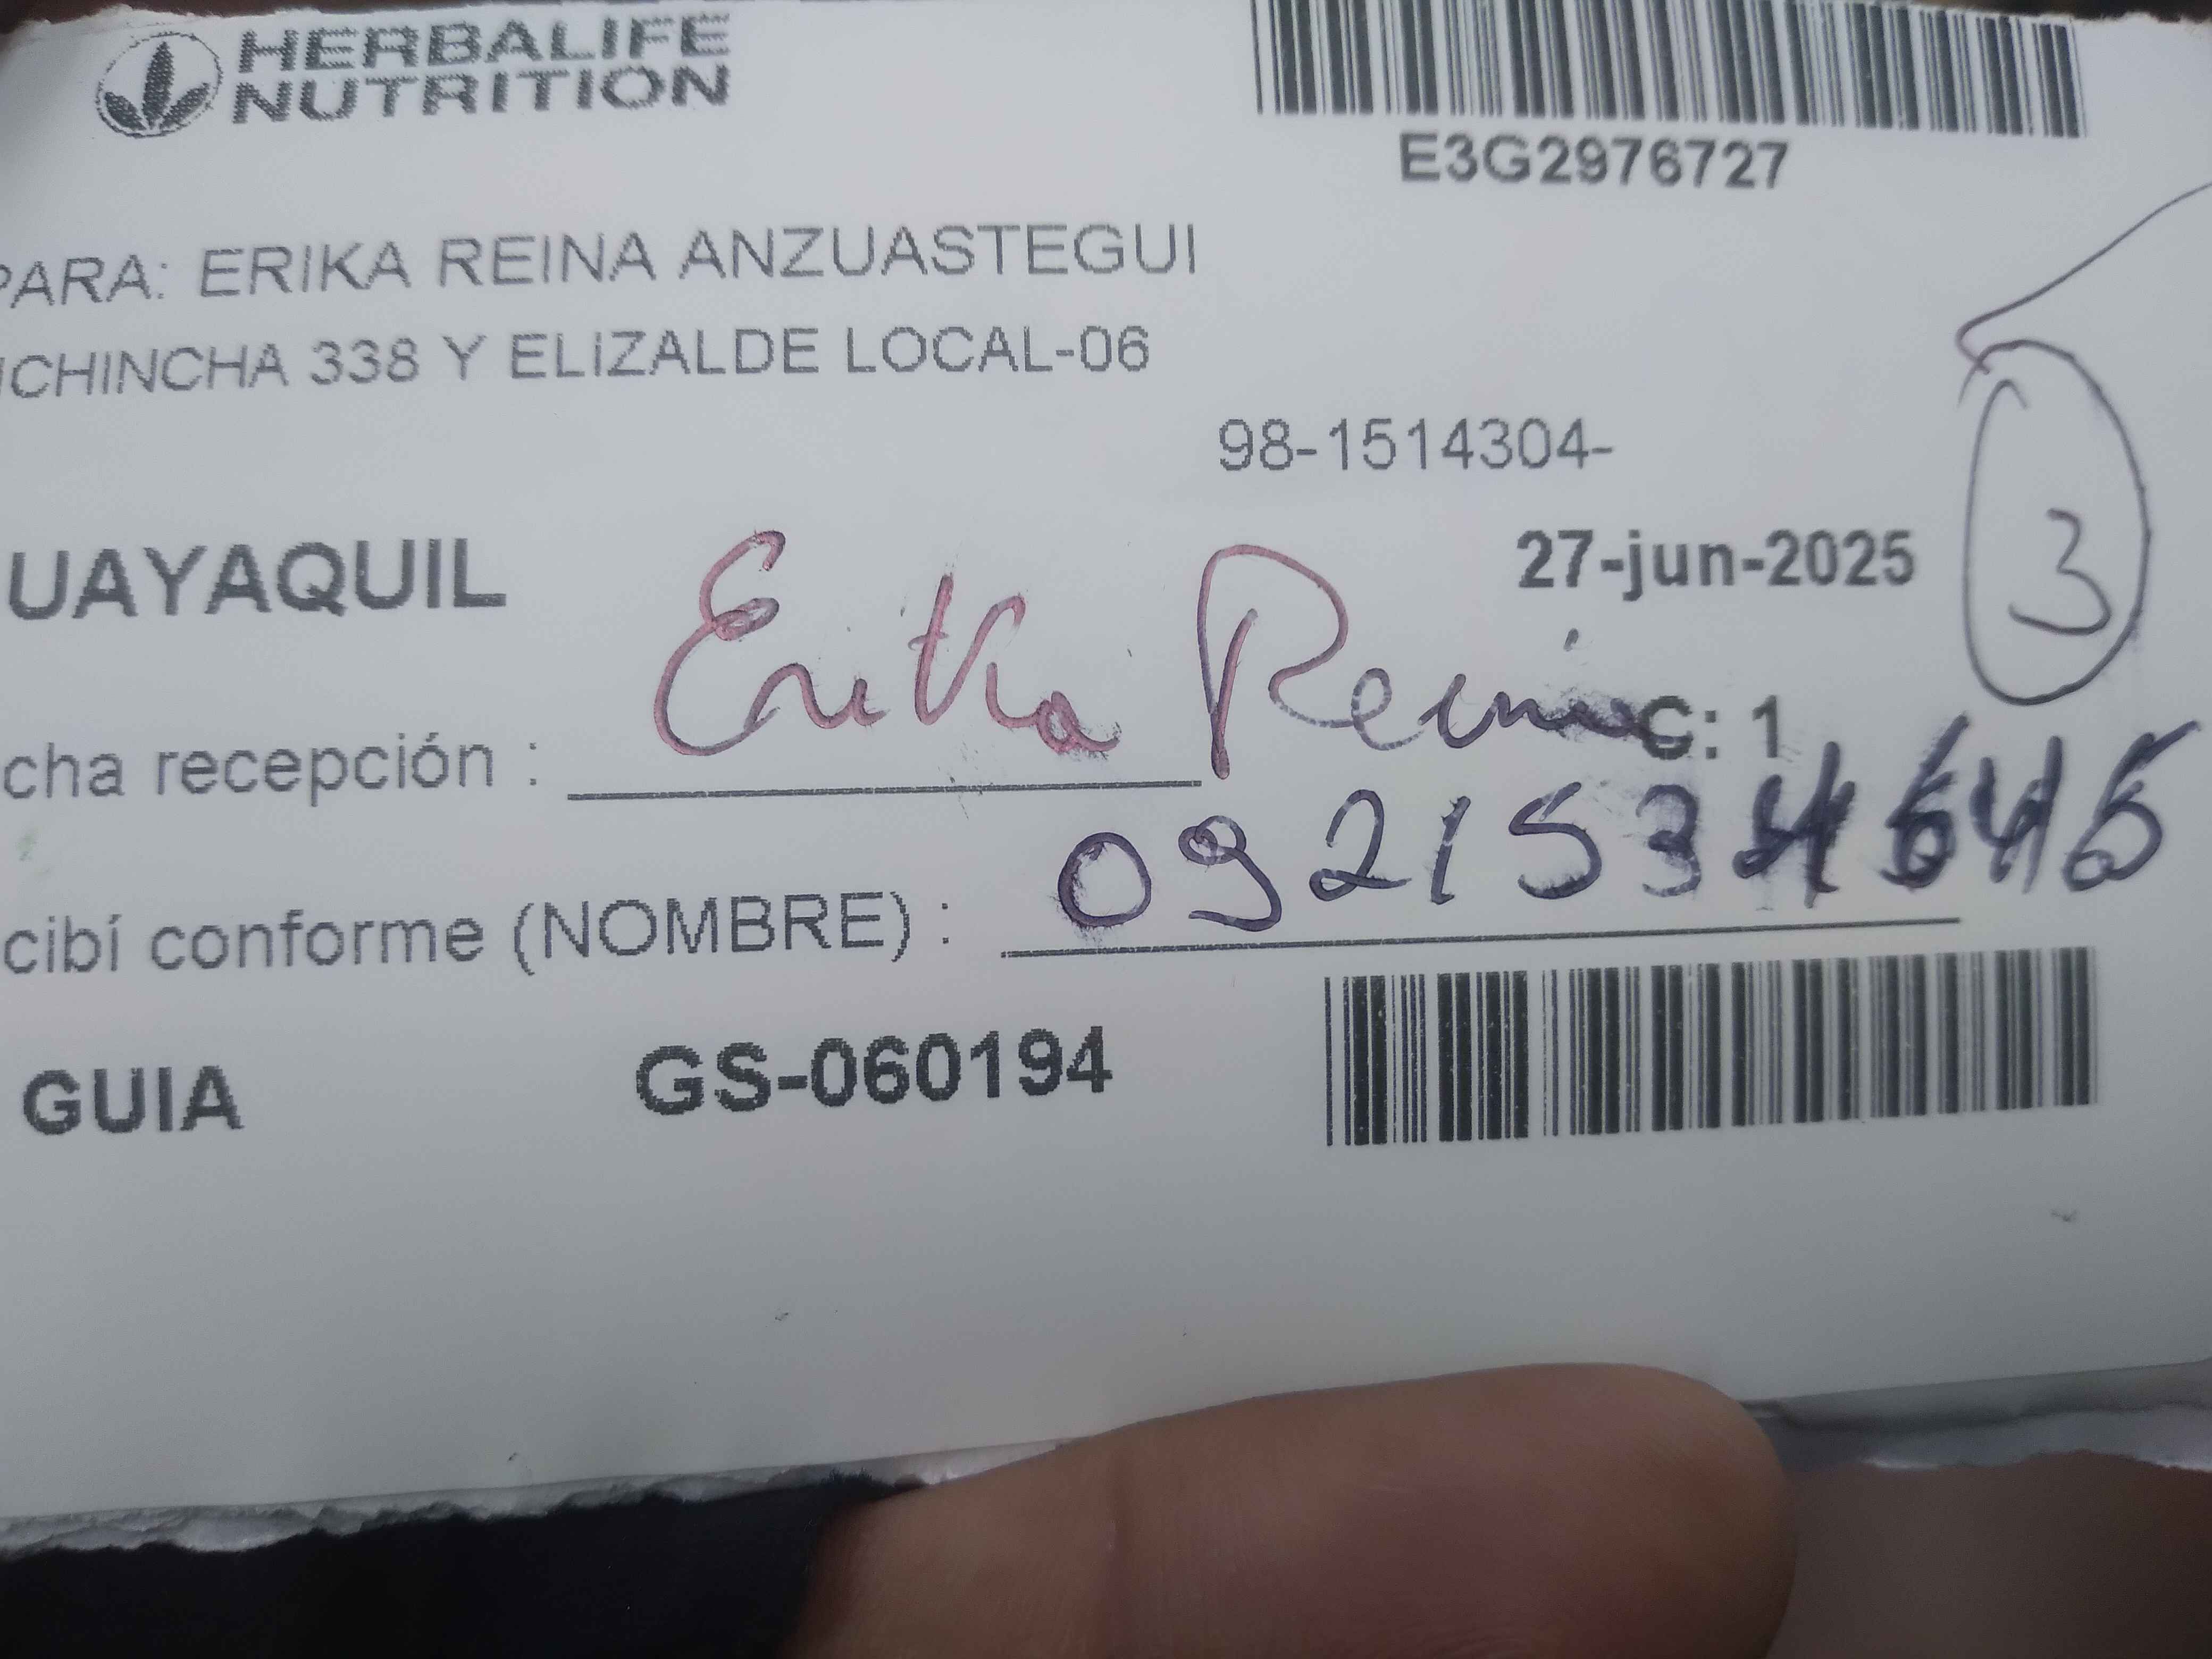 HERBALIFE
NUTRITION
E3G2976727
PARA: ERIKA REINA ANZUASTEGUI
ICHINCHA 338 Y ELIZALDE LOCAL-06
98-1514304-
UAYAQUIL
27-jun-2025
3
Erika Reina
C: 1
cha recepción :
cibí conforme (NOMBRE) :
GUIA GS-060194